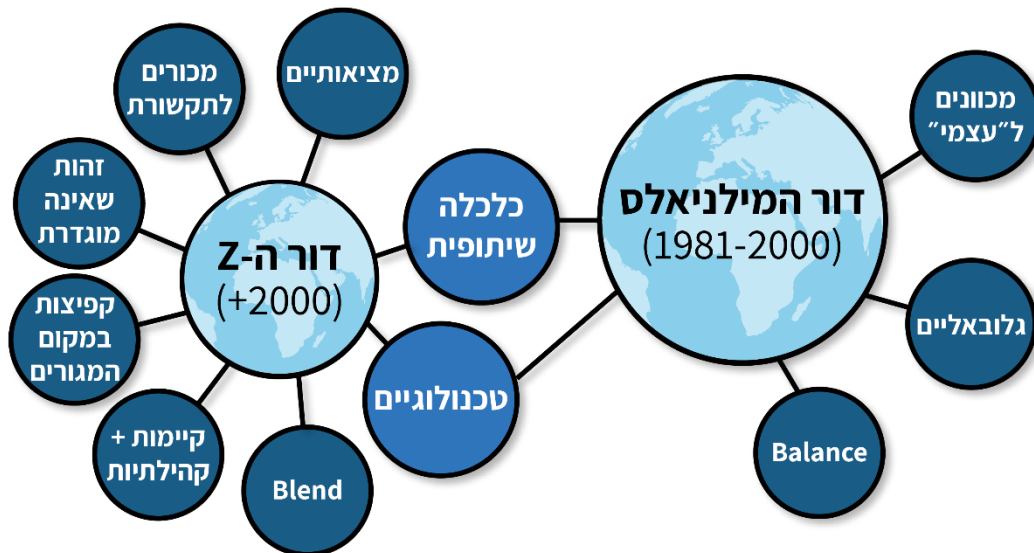 דור המילניאלס
(1981-2000)
מכוונים
ל״עצמי״
גלובאליים
Balance
כלכלה
שיתופית
טכנולוגיים
דור ה-Z
(+2000)
מציאותיים
מכורים
לתקשורת
זהות
שאינה
מוגדרת
קפיצות
במקום
המגורים
קיימות +
קהילתיות
Blend